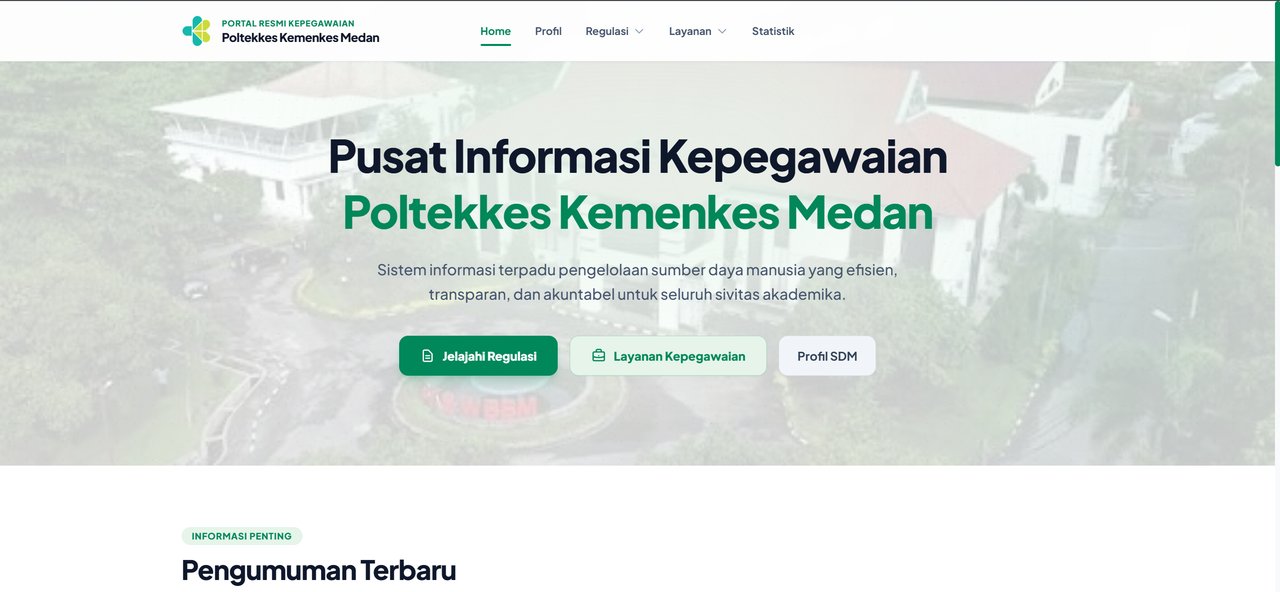 PORTAL RESMI KEPEGAWAIAN
Poltekkes Kemenkes Medan
Home
Profil
Regulasi
Layanan
Statistik
Pusat Informasi Kepegawaian
Poltekkes Kemenkes Medan
Sistem informasi terpadu pengelolaan sumber daya manusia yang efisien,
transparan, dan akuntabel untuk seluruh sivitas akademika.
Jelajahi Regulasi
Layanan Kepegawaian
Profil SDM
INFORMASI PENTING
Pengumuman Terbaru